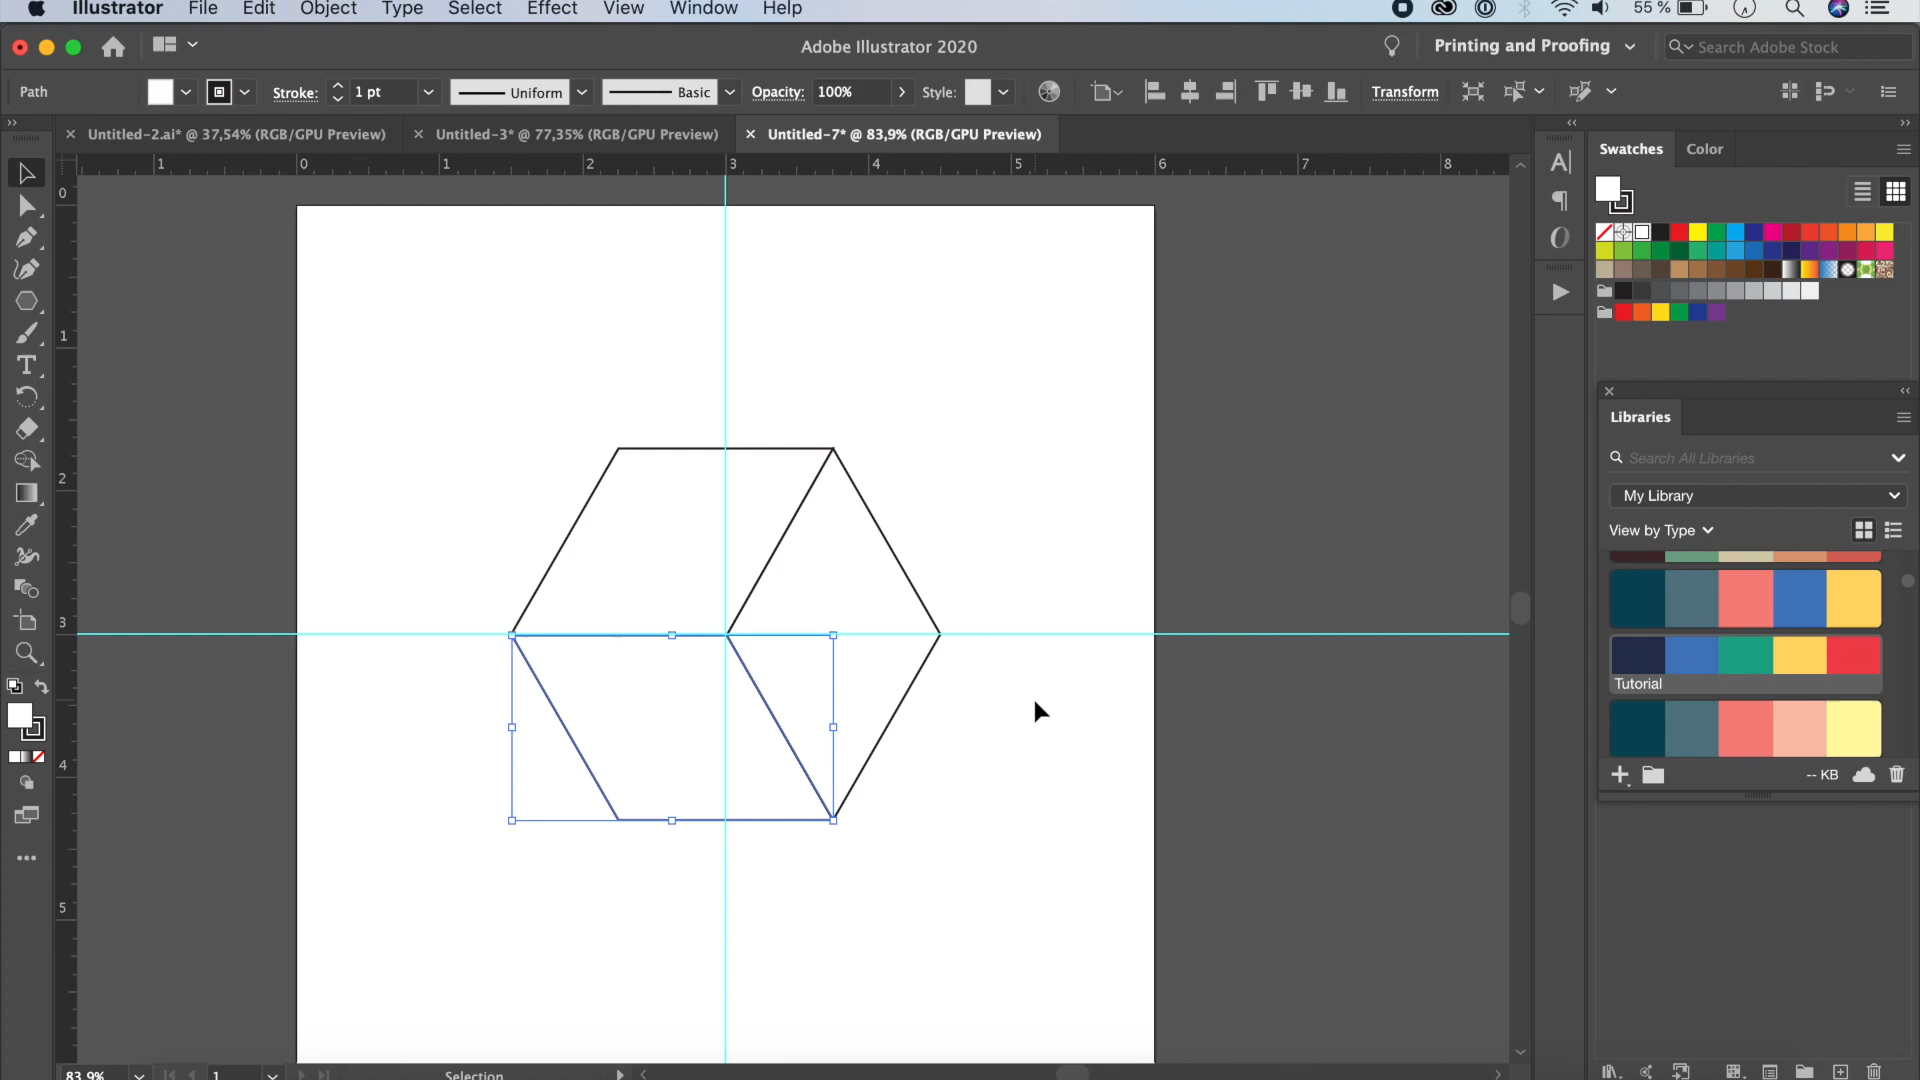 Illustrator File Edit Object Type Select Effect View Window Help 55 %
Adobe Illustrator 2020 Printing and Proofing Search Adobe Stock
Path Stroke: 1 pt Uniform Basic Opacity: 100% Style: Transform
Untitled-2.ai* @ 37,54% (RGB/GPU Preview) Untitled-3* @ 77,35% (RGB/GPU Preview) Untitled-7* @ 83,9% (RGB/GPU Preview)
1 0 1 2 3 4 5 6 7 8
0
1
2
3
4
5
Swatches Color
Libraries
Search All Libraries
My Library
View by Type
Tutorial
-- KB
83,9% 1 Selection